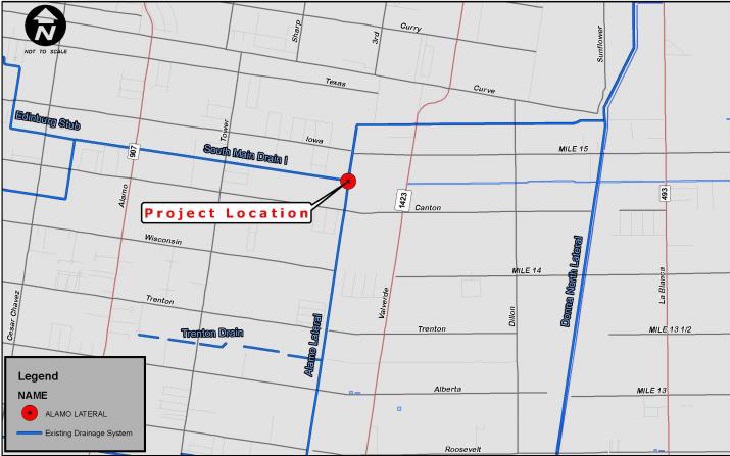 N
NOT TO SCALE
Sharp
3rd
Curry
Sunflower
Texas
Curve
Edinburg Stub
Tower
Iowa
907
South Main Drain I
MILE 15
Alamo
1423
493
Project Location
Canton
Wisconsin
MILE 14
Donna North Lateral
La Blanca
Cesar Chavez
Trenton
Valverde
Dillon
Trenton
MILE 13 1/2
Trenton Drain
Alamo Lateral
Legend
NAME
ALAMO LATERAL
Existing Drainage System
Alberta
MILE 13
Roosevelt